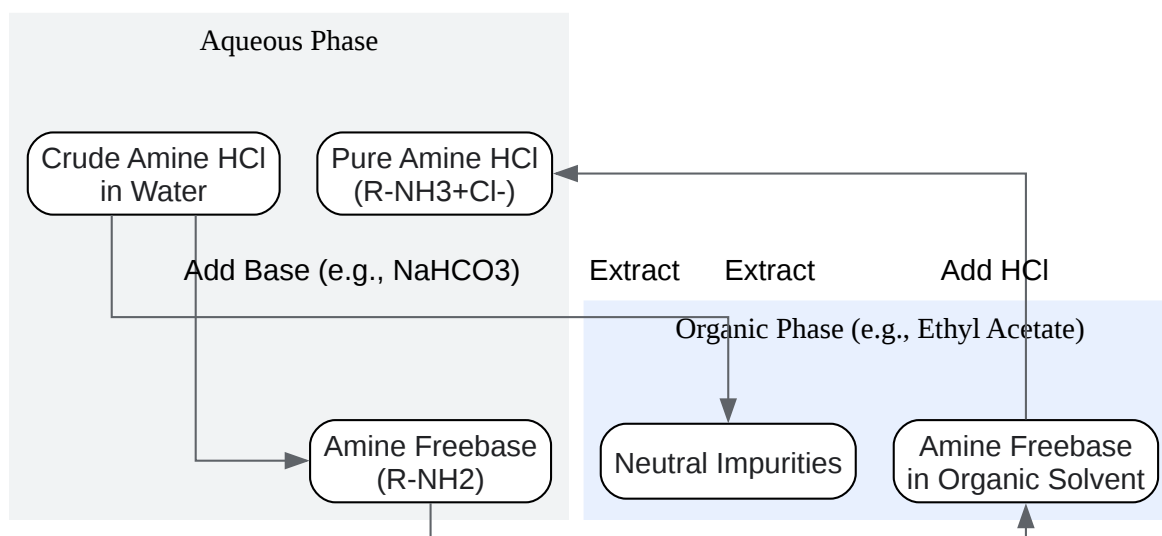 Aqueous Phase
Crude Amine HCl
in Water
Pure Amine HCl
(R-NH3+Cl-)
Add Base (e.g., NaHCO3)
Extract
Extract
Add HCl
Organic Phase (e.g., Ethyl Acetate)
Amine Freebase
(R-NH2)
Neutral Impurities
Amine Freebase
in Organic Solvent